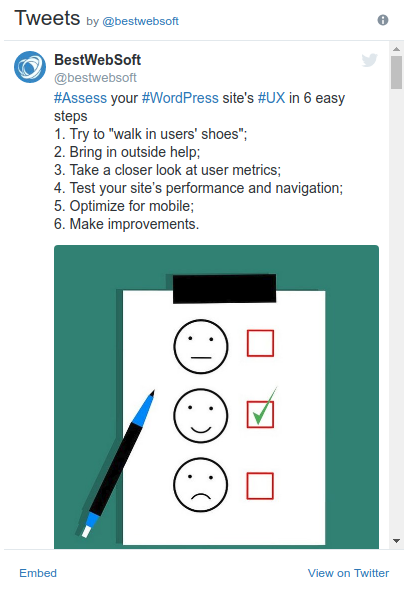 Tweets by @bestwebsoft
BestWebSoft
@bestwebsoft
#Assess your #WordPress site's #UX in 6 easy
steps
1. Try to "walk in users' shoes";
2. Bring in outside help;
3. Take a closer look at user metrics;
4. Test your site’s performance and navigation;
5. Optimize for mobile;
6. Make improvements.
Embed
View on Twitter